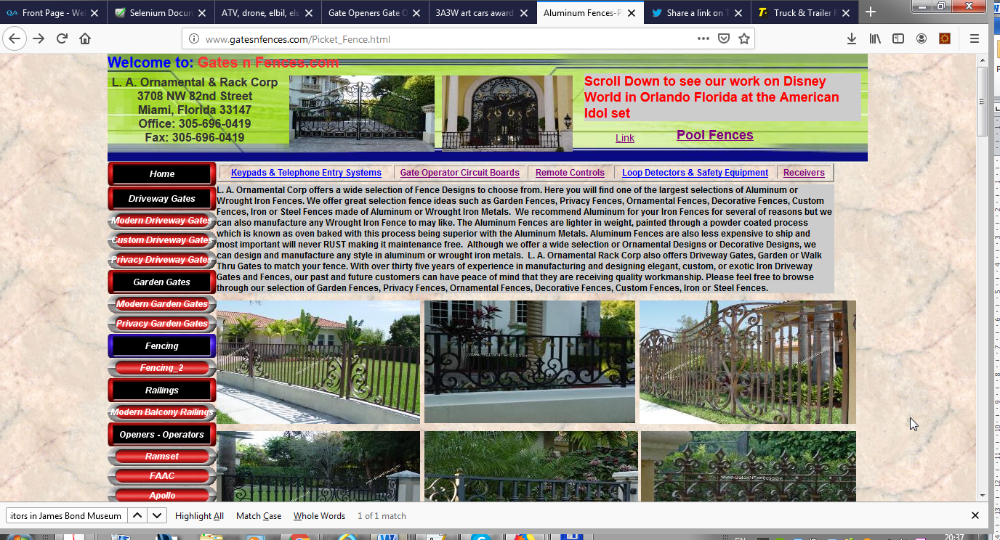 Front Page - Wel
Selenium Docum
ATV, drone, elbil, els
Gate Openers Gate O
3A3W art cars award
Aluminum Fences-P
Share a link on T
Truck & Trailer P
www.gatesnfences.com/Picket_Fence.html
Welcome to: Gates n Fences.com
L. A. Ornamental & Rack Corp
3708 NW 82nd Street
Miami, Florida 33147
Office: 305-696-0419
Fax: 305-696-0419
Scroll Down to see our work on Disney
World in Orlando Florida at the American
Idol set
Link
Pool Fences
Home
Driveway Gates
Modern Driveway Gates
Custom Driveway Gates
Privacy Driveway Gates
Garden Gates
Modern Garden Gates
Privacy Garden Gates
Fencing
Fencing_2
Railings
Modern Balcony Railings
Openers - Operators
Ramset
FAAC
Apollo
Keypads & Telephone Entry Systems
Gate Operator Circuit Boards
Remote Controls
Loop Detectors & Safety Equipment
Receivers
L. A. Ornamental Corp offers a wide selection of Fence Designs to choose from. Here you will find one of the largest selections of Aluminum or
Wrought Iron Fences. We offer great selection fence ideas such as Garden Fences, Privacy Fences, Ornamental Fences, Decorative Fences, Custom
Fences, Iron or Steel Fences made of Aluminum or Wrought Iron Metals.  We recommend Aluminum for your Iron Fences for several of reasons but we
can also manufacture any Wrought Iron Fence to may like. The Aluminum Fences are lighter in weight, painted through a powder coated process
which is known as oven baked with this process being superior with the Aluminum Metals. Aluminum Fences are also less expensive to ship and
most important will never RUST making it maintenance free.  Although we offer a wide selection or Ornamental Designs or Decorative Designs, we
can design and manufacture any style in aluminum or wrought iron metals.  L. A. Ornamental Rack Corp also offers Driveway Gates, Garden or Walk
Thru Gates to match your fence. With over thirty five years of experience in manufacturing and designing elegant, custom, or exotic Iron Driveway
Gates and Fences, our past and future customers can have peace of mind that they are receiving quality workmanship. Please feel free to browse
through our selection of Garden Fences, Privacy Fences, Ornamental Fences, Decorative Fences, Custom Fences, Iron or Steel Fences.
www.GatesNFences.com
www.GatesNFences.com
itors in James Bond Museum
Highlight All
Match Case
Whole Words
1 of 1 match
EN
20:37